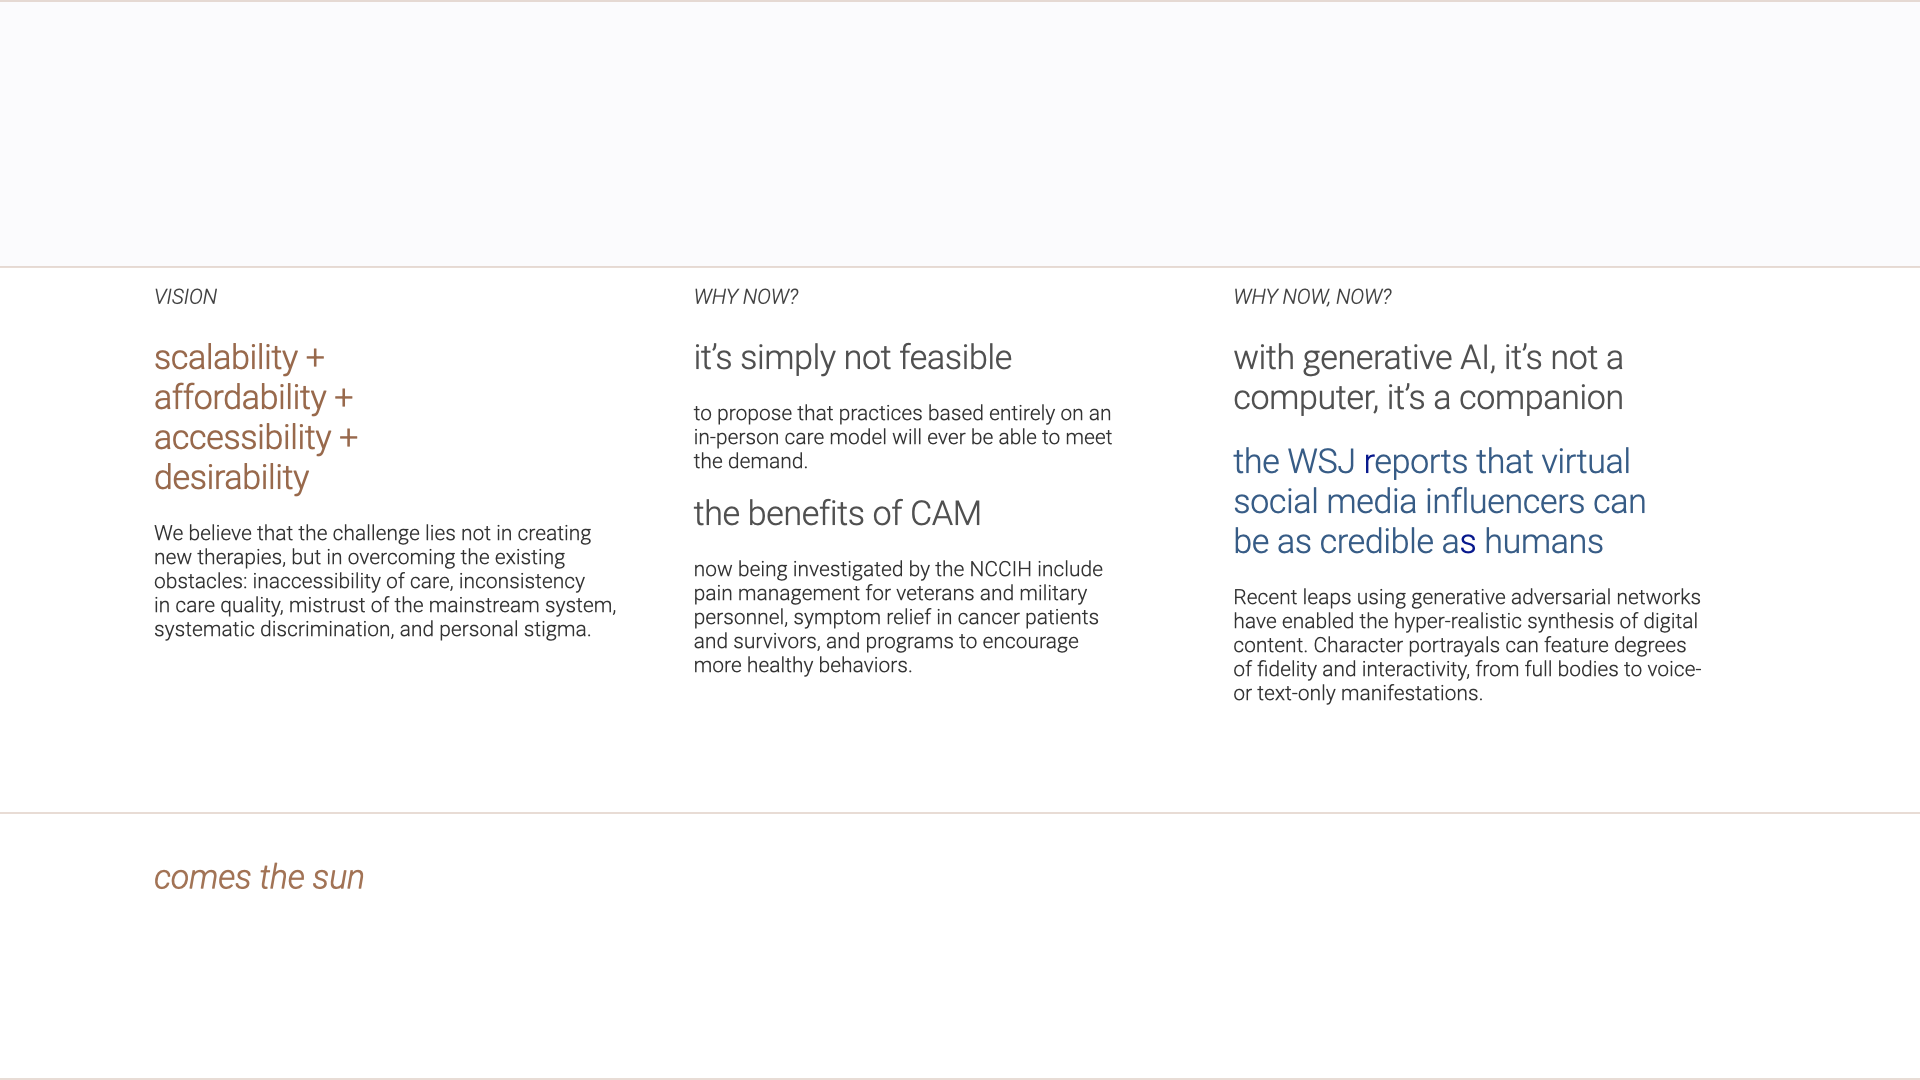 VISION
scalability +
affordability +
accessibility +
desirability
We believe that the challenge lies not in creating
new therapies, but in overcoming the existing
obstacles: inaccessibility of care, inconsistency
in care quality, mistrust of the mainstream system,
systematic discrimination, and personal stigma.
WHY NOW?
it’s simply not feasible
to propose that practices based entirely on an
in-person care model will ever be able to meet
the demand.
the benefits of CAM
now being investigated by the NCCIH include
pain management for veterans and military
personnel, symptom relief in cancer patients
and survivors, and programs to encourage
more healthy behaviors.
WHY NOW, NOW?
with generative AI, it’s not a
computer, it’s a companion
the WSJ reports that virtual
social media influencers can
be as credible as humans
Recent leaps using generative adversarial networks
have enabled the hyper-realistic synthesis of digital
content. Character portrayals can feature degrees
of fidelity and interactivity, from full bodies to voice-
or text-only manifestations.
comes the sun